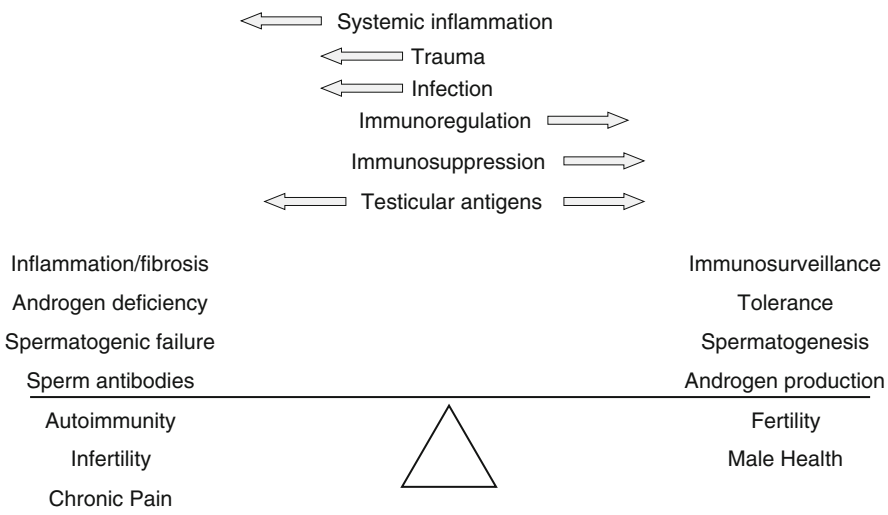 Systemic inflammation
Trauma
Infection
Immunoregulation
Immunosuppression
Testicular antigens
Inflammation/fibrosis
Androgen deficiency
Spermatogenic failure
Sperm antibodies
Autoimmunity
Infertility
Chronic Pain
Immunosurveillance
Tolerance
Spermatogenesis
Androgen production
Fertility
Male Health